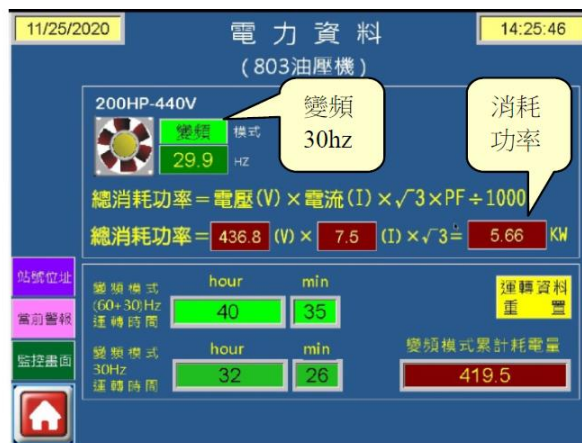 11/25/2020
電力資料
14:25:46
(803油壓機)
200HP-440V
變頻
模式
29.9
HZ
變頻
30hz
消耗
功率
總消耗功率=電壓(V)×電流(I)×√3×PF÷1000
總消耗功率= 436.8 (V)× 7.5 (I)×√3= 5.66 KW
站號位址
當前警報
監控畫面
變頻模式
(60+30)Hz
運轉時間
hour
min
40
35
運轉資料
重置
變頻模式
30Hz
運轉時間
hour
min
32
26
變頻模式累計耗電量
419.5